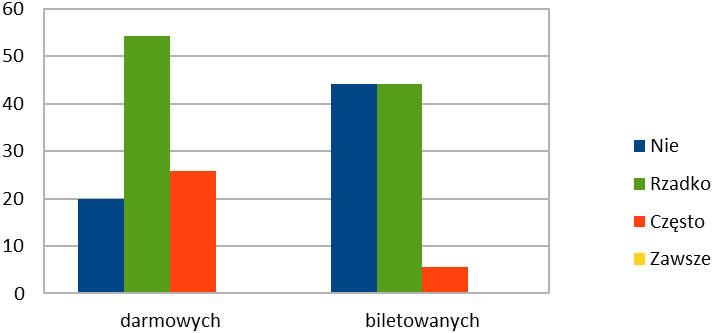 60
50
40
30
20
10
0
darmowych
biletowanych
Nie
Rzadko
Często
Zawsze